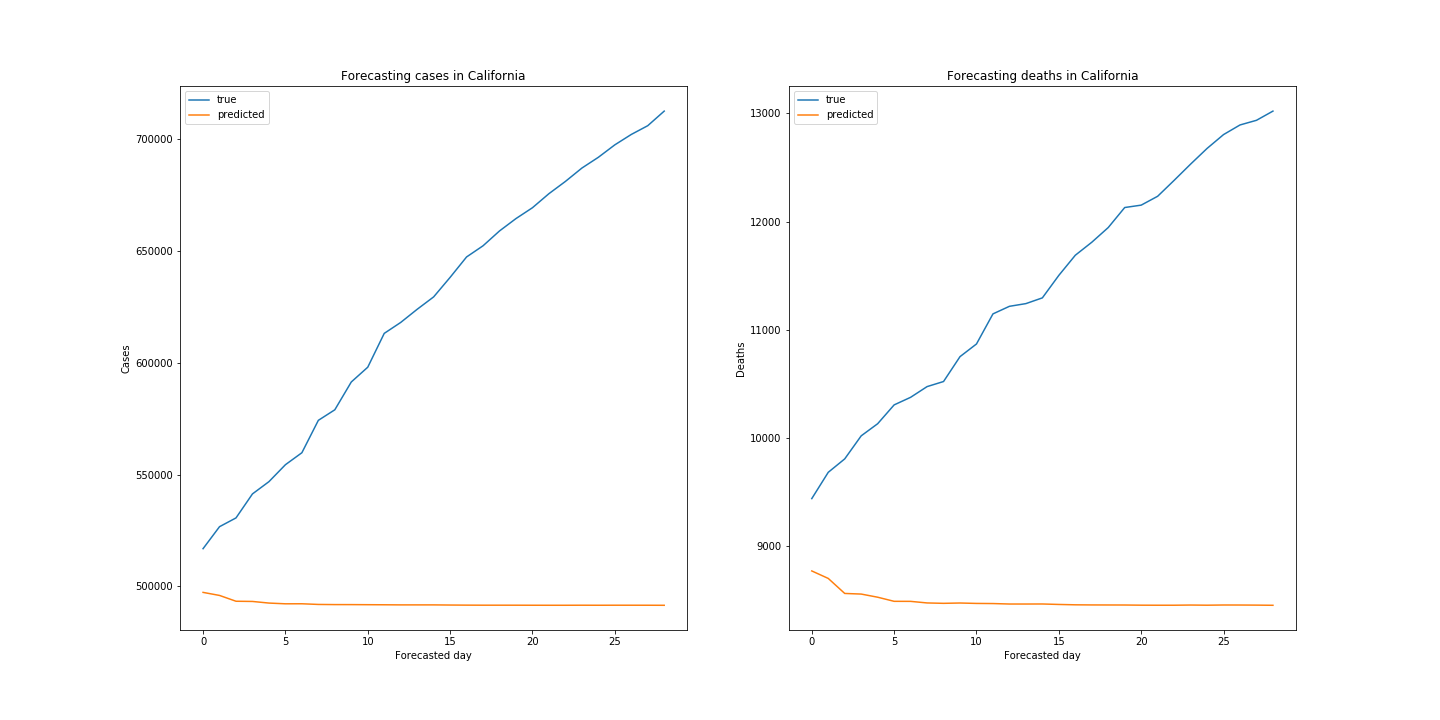 Forecasting cases in California
true
predicted
700000
650000
600000
550000
500000
Cases
0 5 10 15 20 25
Forecasted day
Forecasting deaths in California
true
predicted
13000
12000
11000
10000
9000
Deaths
0 5 10 15 20 25
Forecasted day